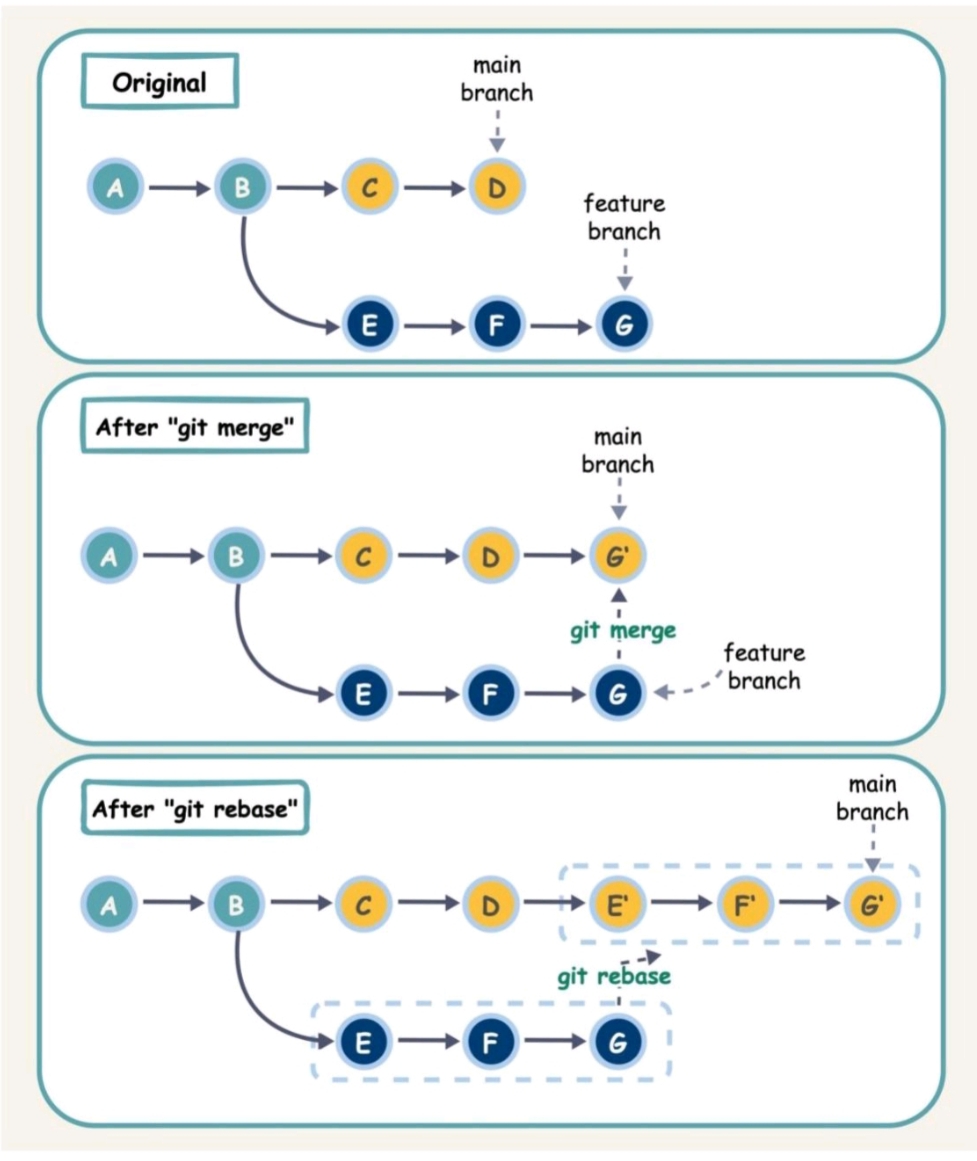 Original
main
branch
A
B
C
D
feature
branch
E
F
G
After "git merge"
main
branch
A
B
C
D
G'
git merge
feature
branch
E
F
G
After "git rebase"
main
branch
A
B
C
D
E'
F'
G'
git rebase
E
F
G